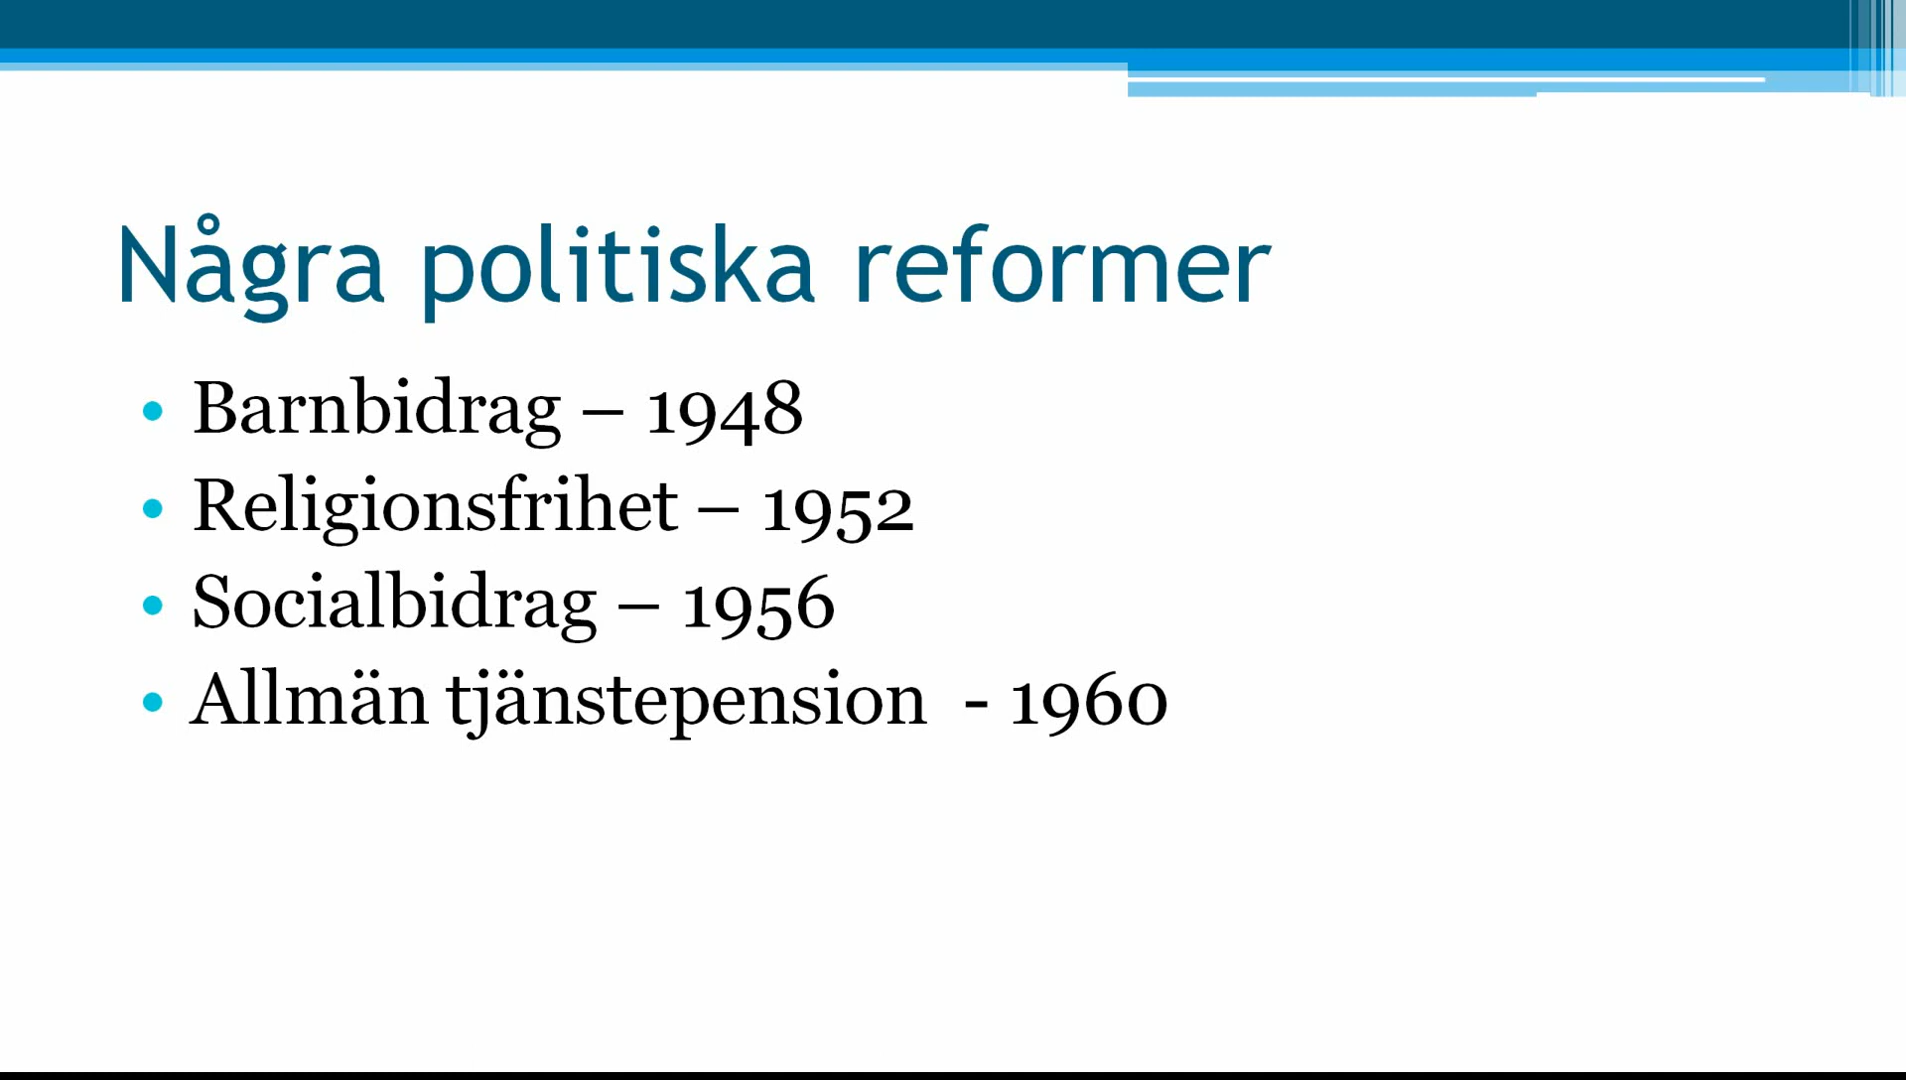 Några politiska reformer
• Barnbidrag – 1948
• Religionsfrihet – 1952
• Socialbidrag – 1956
• Allmän tjänstepension  - 1960